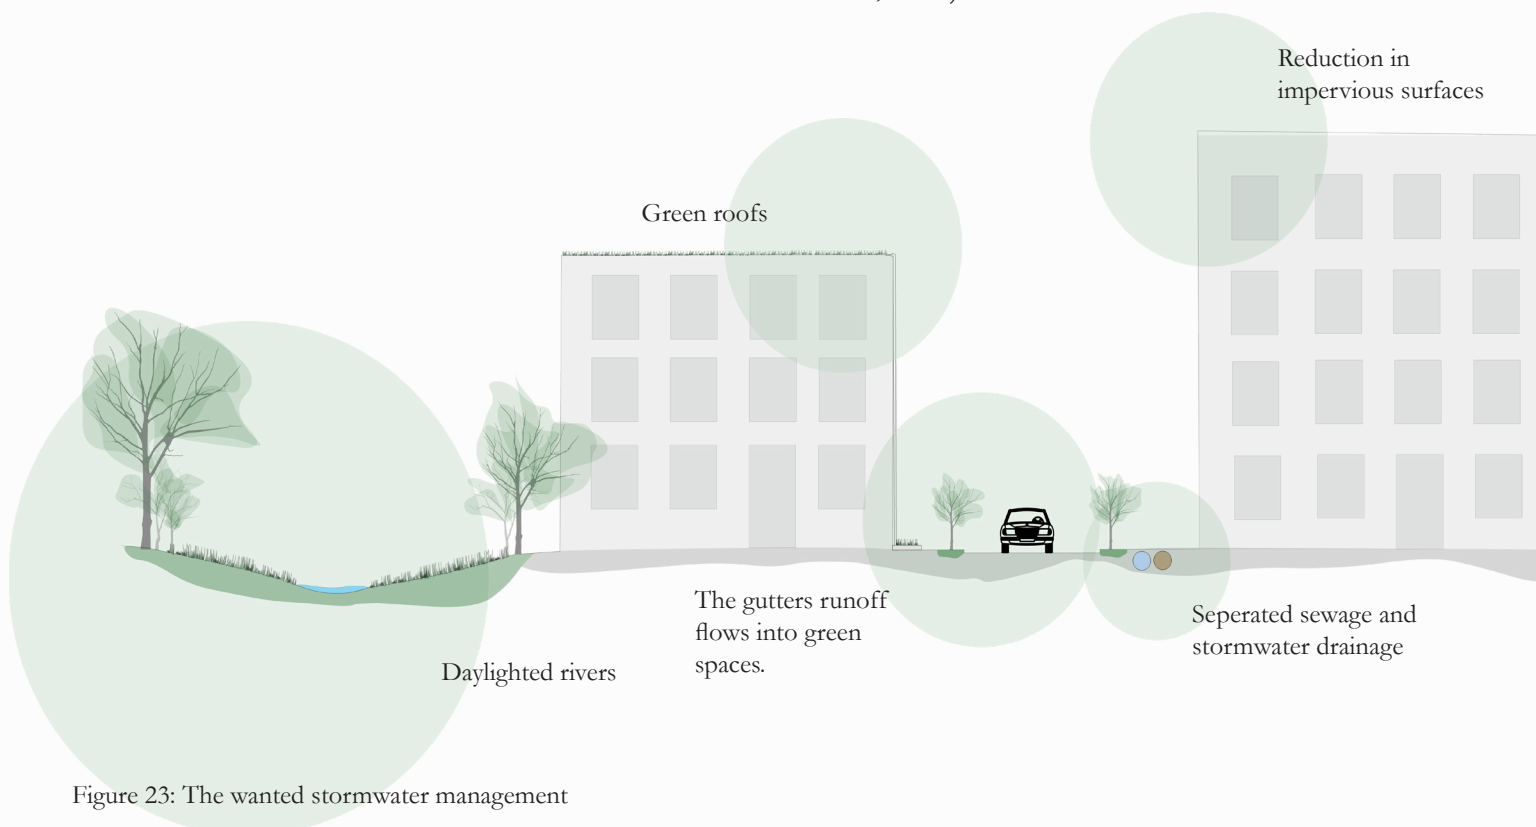 Reduction in
impervious surfaces
Green roofs
The gutters runoff
flows into green
spaces.
Seperated sewage and
stormwater drainage
Daylighted rivers
Figure 23: The wanted stormwater management